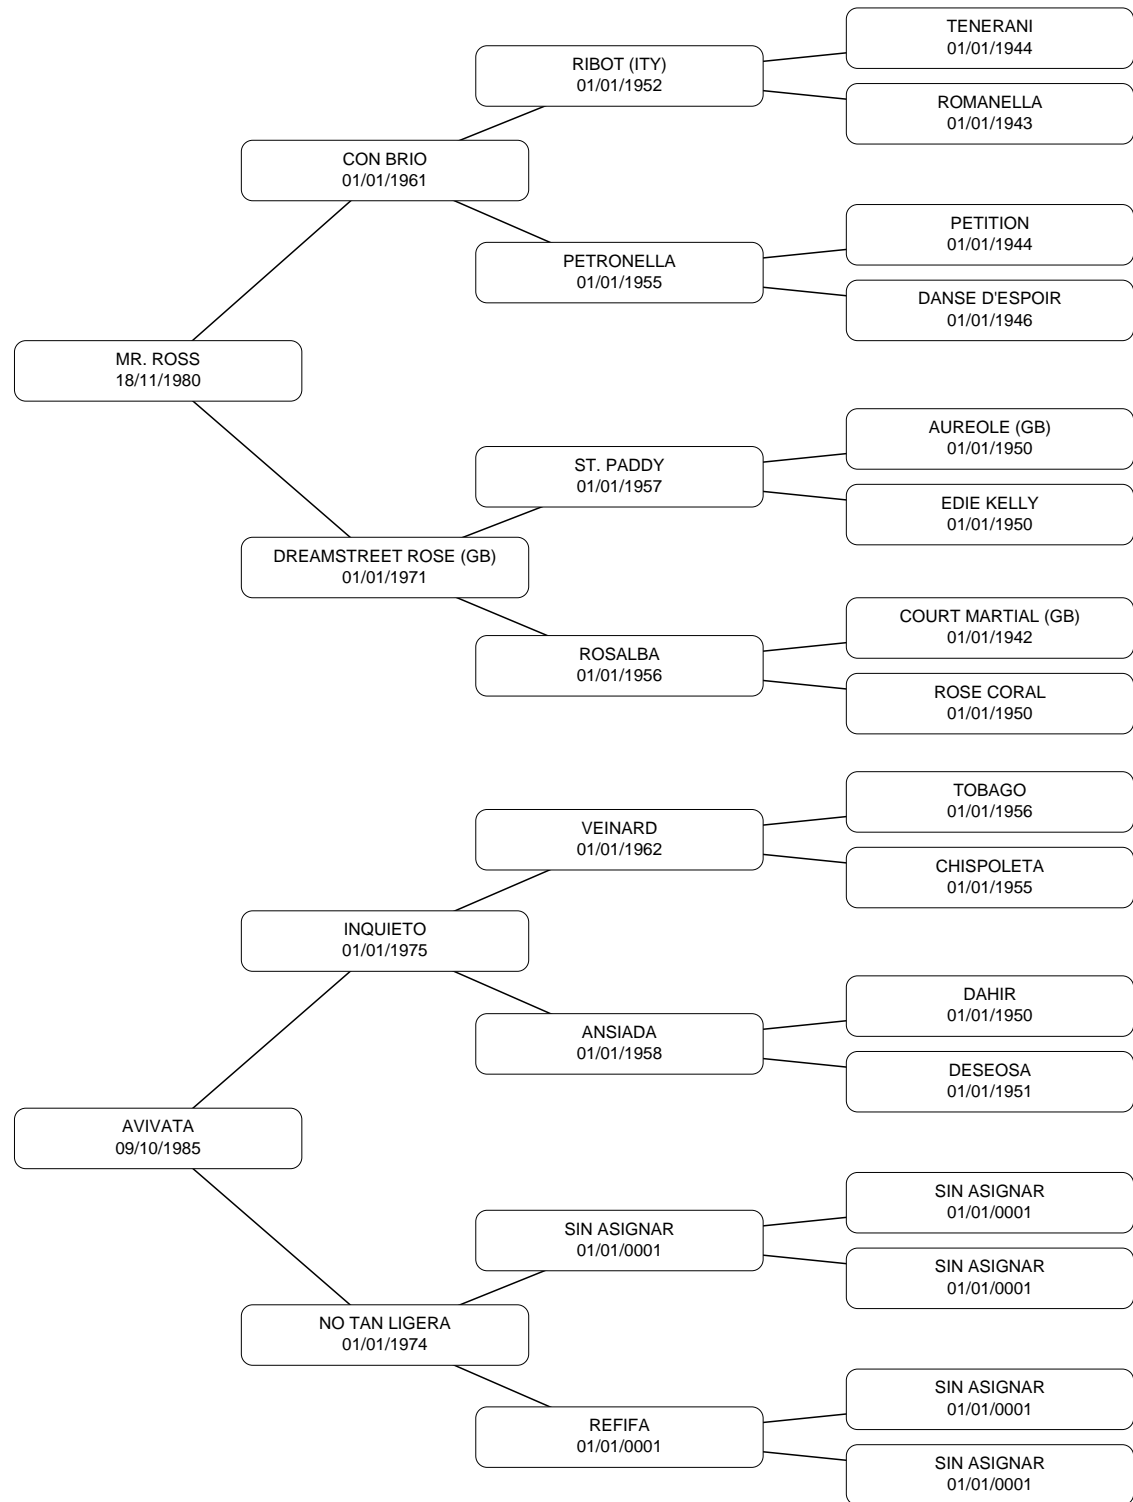 TENERANI
01/01/1944
RIBOT (ITY)
01/01/1952
ROMANELLA
01/01/1943
CON BRIO
01/01/1961
PETITION
01/01/1944
PETRONELLA
01/01/1955
DANSE D'ESPOIR
01/01/1946
MR. ROSS
18/11/1980
AUREOLE (GB)
01/01/1950
ST. PADDY
01/01/1957
EDIE KELLY
01/01/1950
DREAMSTREET ROSE (GB)
01/01/1971
COURT MARTIAL (GB)
01/01/1942
ROSALBA
01/01/1956
ROSE CORAL
01/01/1950
TOBAGO
01/01/1956
VEINARD
01/01/1962
CHISPOLETA
01/01/1955
INQUIETO
01/01/1975
DAHIR
01/01/1950
ANSIADA
01/01/1958
DESEOSA
01/01/1951
AVIVATA
09/10/1985
SIN ASIGNAR
01/01/0001
SIN ASIGNAR
01/01/0001
SIN ASIGNAR
01/01/0001
NO TAN LIGERA
01/01/1974
SIN ASIGNAR
01/01/0001
REFIFA
01/01/0001
SIN ASIGNAR
01/01/0001